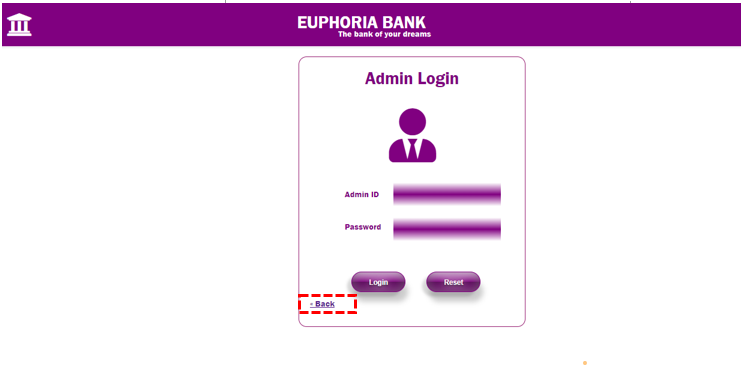 EUPHORIA BANK
The bank of your dreams
Admin Login
Admin ID
Password
Login Reset
- Back